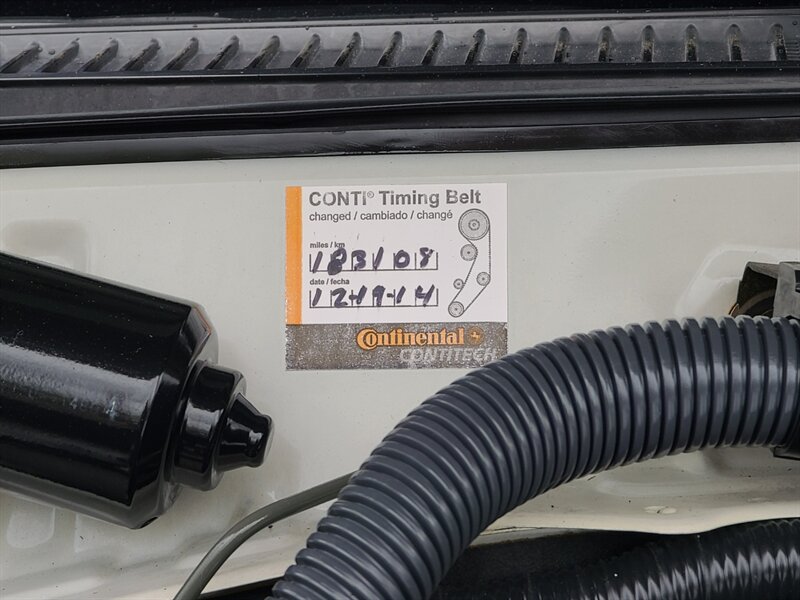 CONTI® Timing Belt
changed / cambiado / changé
miles / km
183108
date / fecha
12-19-14
Continental
CONTITECH